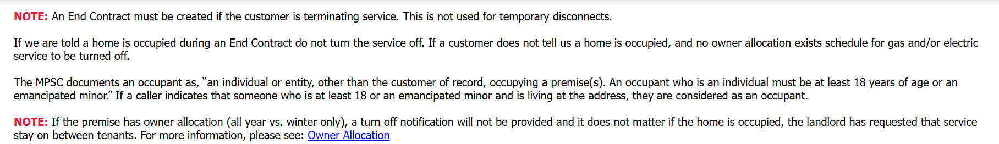 NOTE: An End Contract must be created if the customer is terminating service. This is not used for temporary disconnects.
If we are told a home is occupied during an End Contract do not turn the service off. If a customer does not tell us a home is occupied, and no owner allocation exists schedule for gas and/or electric
service to be turned off.
The MPSC documents an occupant as, “an individual or entity, other than the customer of record, occupying a premise(s). An occupant who is an individual must be at least 18 years of age or an
emancipated minor.” If a caller indicates that someone who is at least 18 or an emancipated minor and is living at the address, they are considered as an occupant.
NOTE: If the premise has owner allocation (all year vs. winter only), a turn off notification will not be provided and it does not matter if the home is occupied, the landlord has requested that service
stay on between tenants. For more information, please see: Owner Allocation